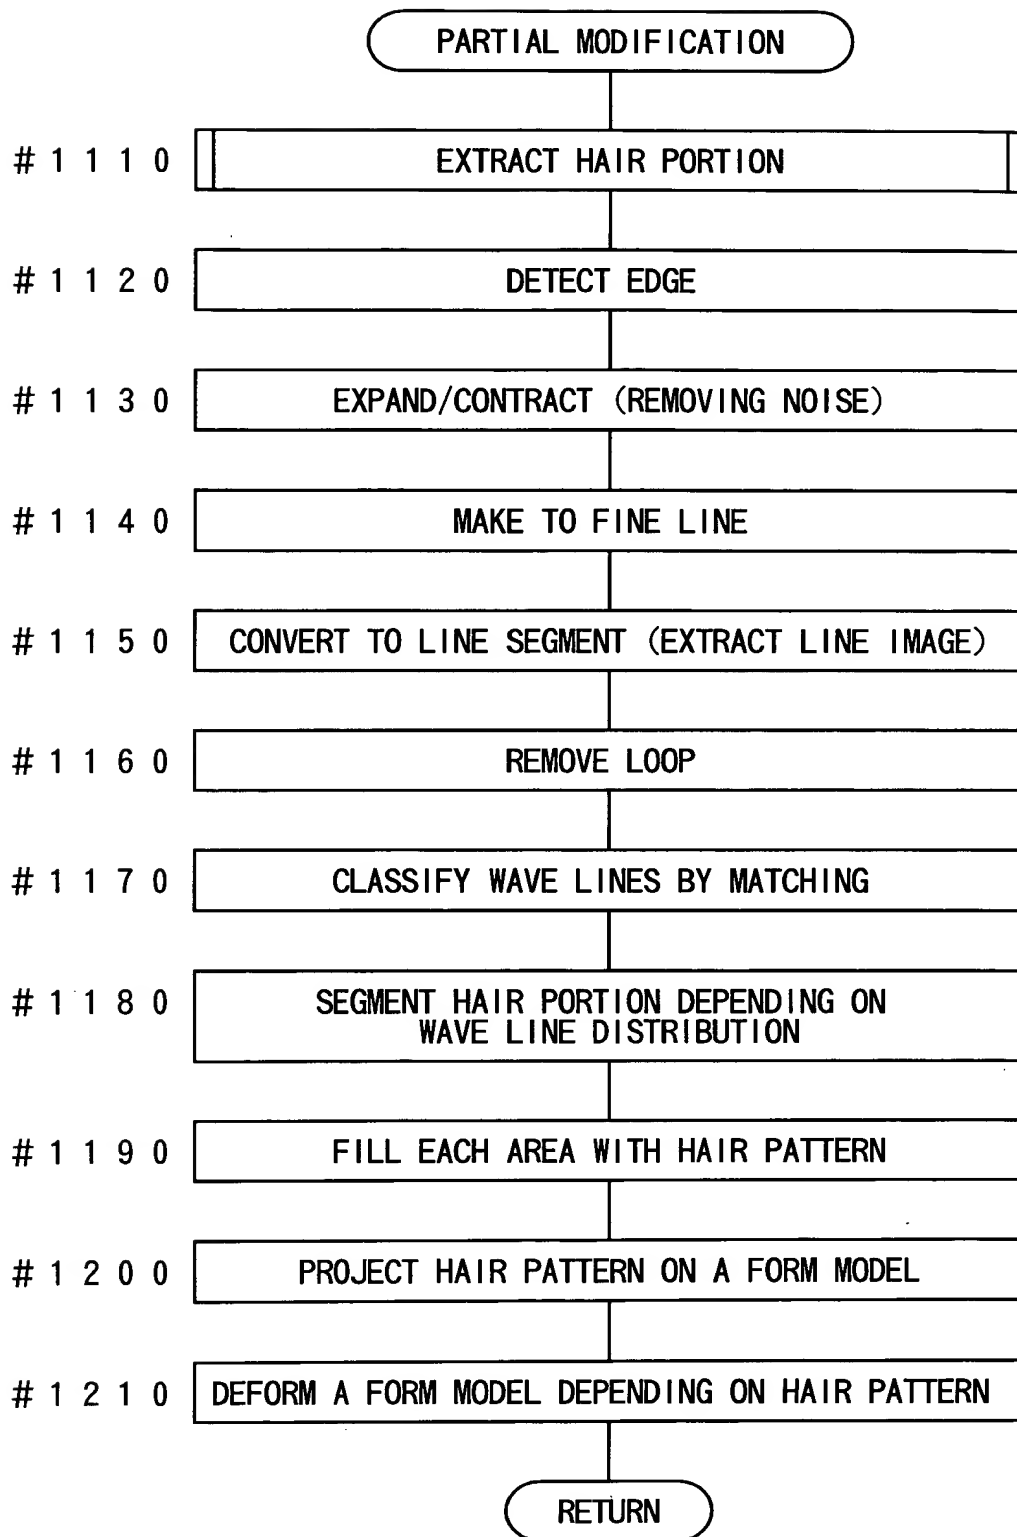 PARTIAL MODIFICATION
#1110 EXTRACT HAIR PORTION
#1120 DETECT EDGE
#1130 EXPAND/CONTRACT (REMOVING NOISE)
#1140 MAKE TO FINE LINE
#1150 CONVERT TO LINE SEGMENT (EXTRACT LINE IMAGE)
#1160 REMOVE LOOP
#1170 CLASSIFY WAVE LINES BY MATCHING
#1180 SEGMENT HAIR PORTION DEPENDING ON
WAVE LINE DISTRIBUTION
#1190 FILL EACH AREA WITH HAIR PATTERN
#1200 PROJECT HAIR PATTERN ON A FORM MODEL
#1210 DEFORM A FORM MODEL DEPENDING ON HAIR PATTERN
RETURN